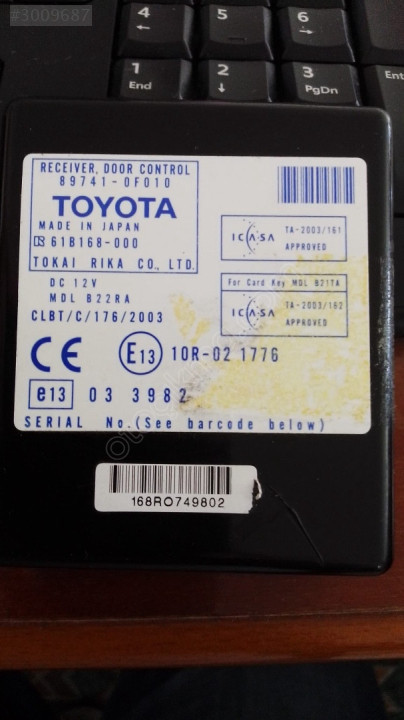 #3009687
4
End
2
↓
3
PgDn
Ent
RECEIVER, DOOR CONTROL
89741-0F010
TOYOTA
MADE IN JAPAN
61B168-000
TOKAI RIKA CO., LTD.
ICASA
TA-2003/161
APPROVED
DC 12V
MDL B22RA
CLBT/C/176/2003
For Card Key MDL B21TA
ICASA
TA-2003/162
APPROVED
CE
E13 10R-02 1776
e13 03 3982
SERIAL No.(See barcode below)
168RO749802